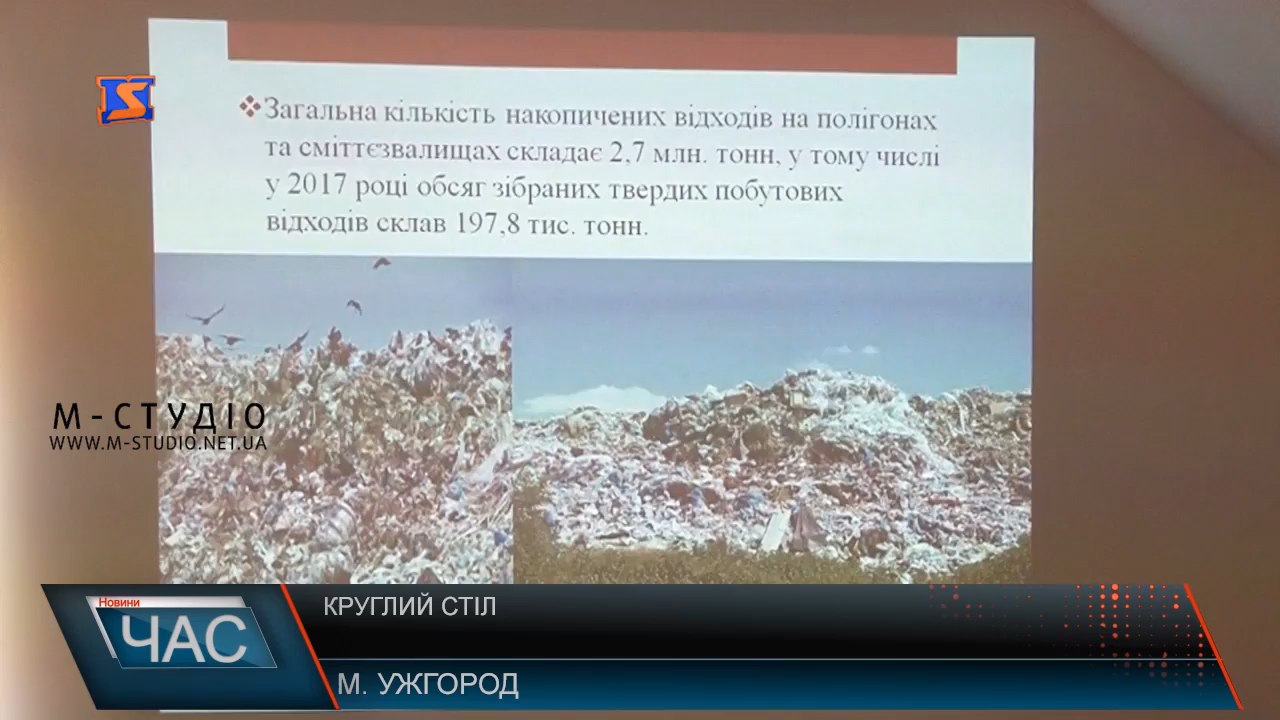 Загальна кількість накопичених відходів на полігонах
та сміттєзвалищах складає 2,7 млн. тонн, у тому числі
у 2017 році обсяг зібраних твердих побутових
відходів склав 197,8 тис. тонн.
М-СТУДІО
WWW.M-STUDIO.NET.UA
Новини
ЧАС
КРУГЛИЙ СТІЛ
М. УЖГОРОД